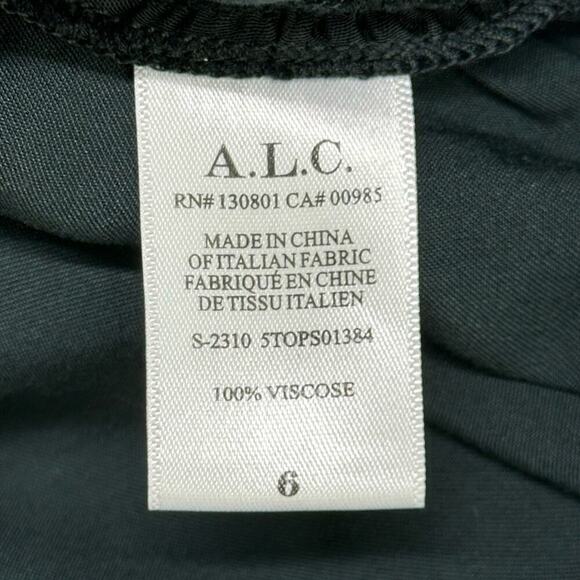 A.L.C.
RN# 130801 CA# 00985
MADE IN CHINA
OF ITALIAN FABRIC
FABRIQUÉ EN CHINE
DE TISSU ITALIEN
S-2310 5TOPS01384
100% VISCOSE
6